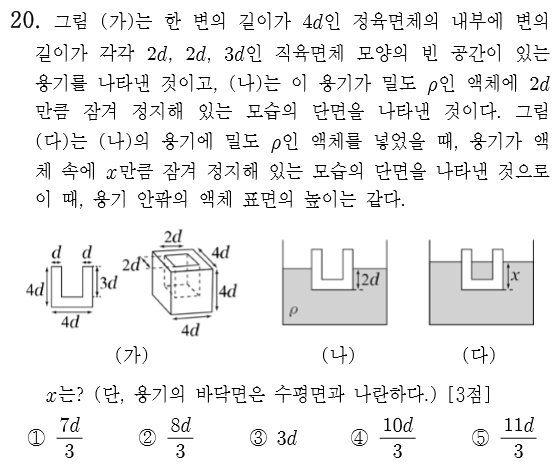 20. 그림 (가)는 한 변의 길이가 4d인 정육면체의 내부에 변의
길이가 각각 2d, 2d, 3d인 직육면체 모양의 빈 공간이 있는
용기를 나타낸 것이고, (나)는 이 용기가 밀도 ρ인 액체에 2d
만큼 잠겨 정지해 있는 모습의 단면을 나타낸 것이다. 그림
(다)는 (나)의 용기에 밀도 ρ인 액체를 넣었을 때, 용기가 액
체 속에 x만큼 잠겨 정지해 있는 모습의 단면을 나타낸 것으로
이 때, 용기 안팎의 액체 표면의 높이는 같다.
d d
4d 3d
4d
2d
2d 4d
4d
4d
2d
ρ
x
(가) (나) (다)
x는? (단, 용기의 바닥면은 수평면과 나란하다.) [3점]
① 7d/3 ② 8d/3 ③ 3d ④ 10d/3 ⑤ 11d/3